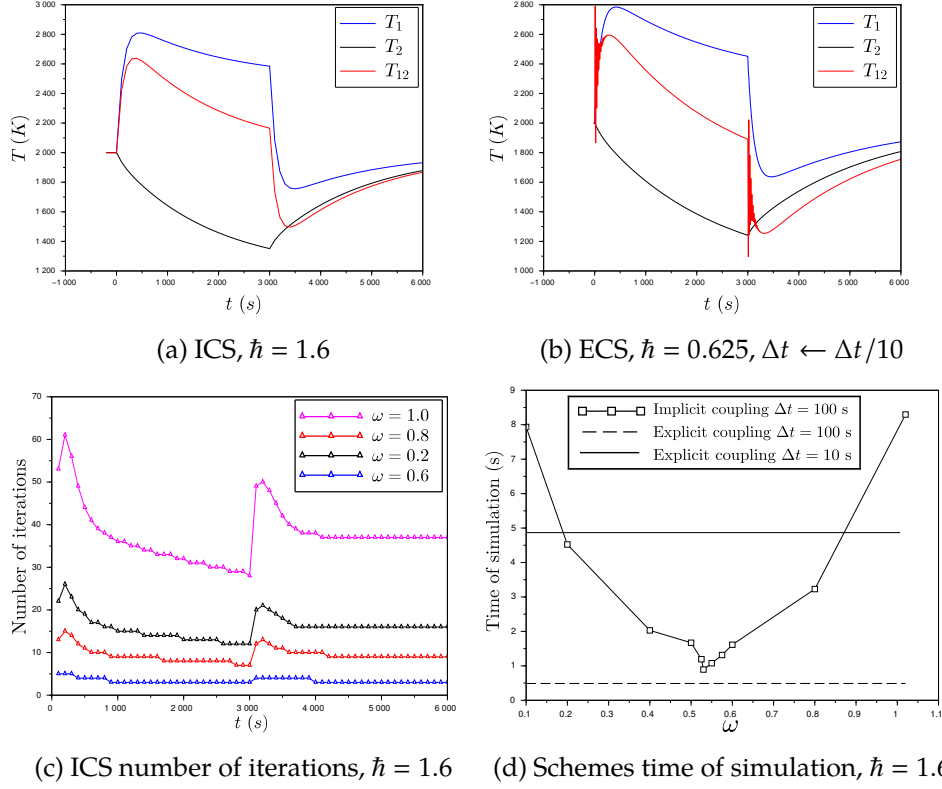 2 800
2 600
2 400
2 200
2 000
1 800
1 600
1 400
1 200
T (K)
T₁
T₂
T₁₂
−1 000 0 1 000 2 000 3 000 4 000 5 000 6 000
t (s)
(a) ICS, ℏ = 1.6
2 800
2 600
2 400
2 200
2 000
1 800
1 600
1 400
1 000
T (K)
T₁
T₂
T₁₂
−1 000 0 1 000 2 000 3 000 4 000 5 000 6 000
t (s)
(b) ECS, ℏ = 0.625, Δt ← Δt/10
70
60
50
40
30
20
10
0
Number of iterations
ω = 1.0
ω = 0.8
ω = 0.2
ω = 0.6
0 1 000 2 000 3 000 4 000 5 000 6 000
t (s)
(c) ICS number of iterations, ℏ = 1.6
9
8
7
6
5
4
3
2
1
0
Time of simulation (s)
Implicit coupling Δt = 100 s
Explicit coupling Δt = 100 s
Explicit coupling Δt = 10 s
0.1 0.2 0.3 0.4 0.5 0.6 0.7 0.8 0.9 1 1.1
ω
(d) Schemes time of simulation, ℏ = 1.6